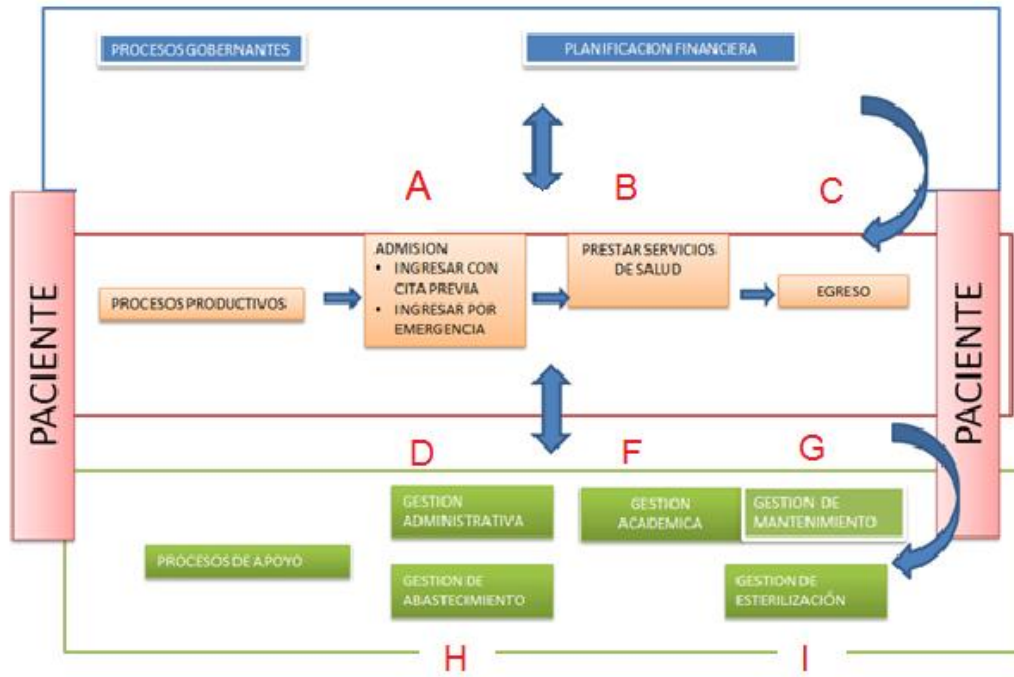 PROCESOS GOBERNANTES
PLANIFICACION FINANCIERA
A
B
C
PACIENTE
PROCESOS PRODUCTIVOS
ADMISION
• INGRESAR CON
CITA PREVIA
• INGRESAR POR
EMERGENCIA
PRESTAR SERVICIOS
DE SALUD
EGRESO
PACIENTE
D
F
G
PROCESOS DE APOYO
GESTION
ADMINISTRATIVA
GESTION
ACADEMICA
GESTION DE
MANTENIMIENTO
GESTION DE
ABASTECIMIENTO
GESTION DE
ESTERILIZACIÓN
H
I